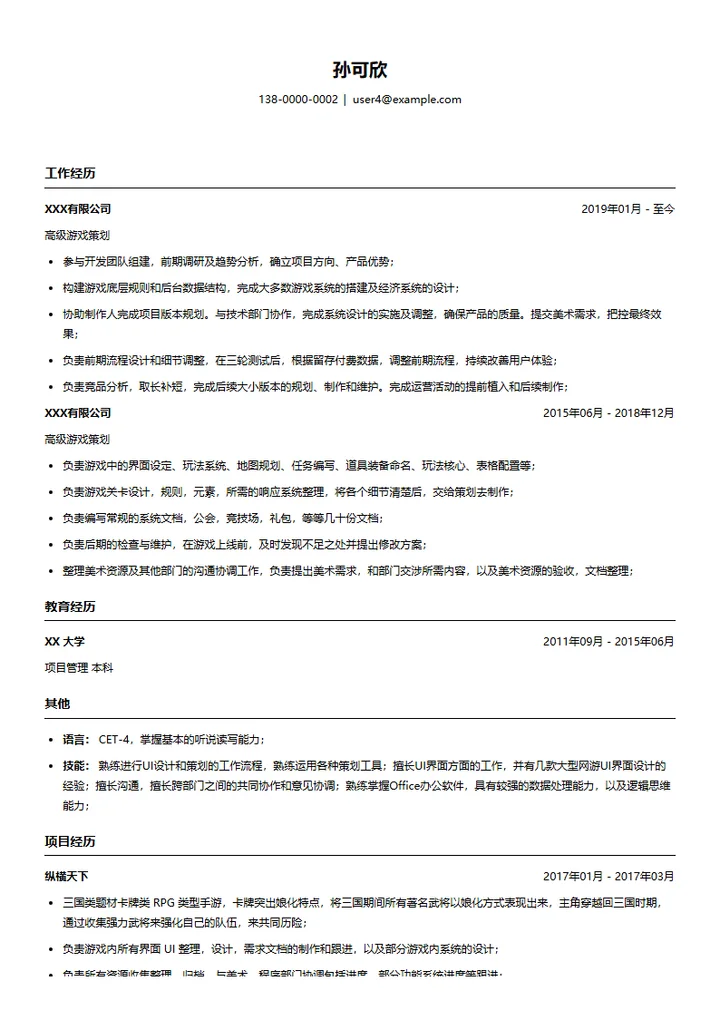 孙可欣
138-0000-0002 | user4@example.com
工作经历
XXX有限公司 2019年01月 - 至今
高级游戏策划
• 参与开发团队组建，前期调研及趋势分析，确立项目方向、产品优势；
• 构建游戏底层规则和后台数据结构，完成大多数游戏系统的搭建及经济系统的设计；
• 协助制作人完成项目版本规划。与技术部门协作，完成系统设计的实施及调整，确保产品的质量。提交美术需求，把控最终效
果；
• 负责前期流程设计和细节调整，在三轮测试后，根据留存付费数据，调整前期流程，持续改善用户体验；
• 负责竞品分析，取长补短，完成后续大小版本的规划、制作和维护。完成运营活动的提前植入和后续制作；
XXX有限公司 2015年06月 - 2018年12月
高级游戏策划
• 负责游戏中的界面设定、玩法系统、地图规划、任务编写、道具装备命名、玩法核心、表格配置等；
• 负责游戏关卡设计，规则，元素，所需的响应系统整理，将各个细节清楚后，交给策划去制作；
• 负责编写常规的系统文档，公会，竞技场，礼包，等等几十份文档；
• 负责后期的检查与维护，在游戏上线前，及时发现不足之处并提出修改方案；
• 整理美术资源及其他部门的沟通协调工作，负责提出美术需求，和部门交涉所需内容，以及美术资源的验收，文档整理；
教育经历
XX 大学 2011年09月 - 2015年06月
项目管理 本科
其他
• 语言： CET-4，掌握基本的听说读写能力；
• 技能： 熟练进行UI设计和策划的工作流程，熟练运用各种策划工具；擅长UI界面方面的工作，并有几款大型网游UI界面设计的
经验；擅长沟通，擅长跨部门之间的共同协作和意见协调；熟练掌握Office办公软件，具有较强的数据处理能力，以及逻辑思维
能力；
项目经历
纵横天下 2017年01月 - 2017年03月
• 三国类题材卡牌类 RPG 类型手游，卡牌突出娘化特点，将三国期间所有著名武将以娘化方式表现出来，主角穿越回三国时期，
通过收集强力武将来强化自己的队伍，来共同历险；
• 负责游戏内所有界面 UI 整理，设计，需求文档的制作和跟进，以及部分游戏内系统的设计；
• 负责所有资源收集整理，归档，与美术，程序部门协调包括进度，部分功能系统进度等跟进；